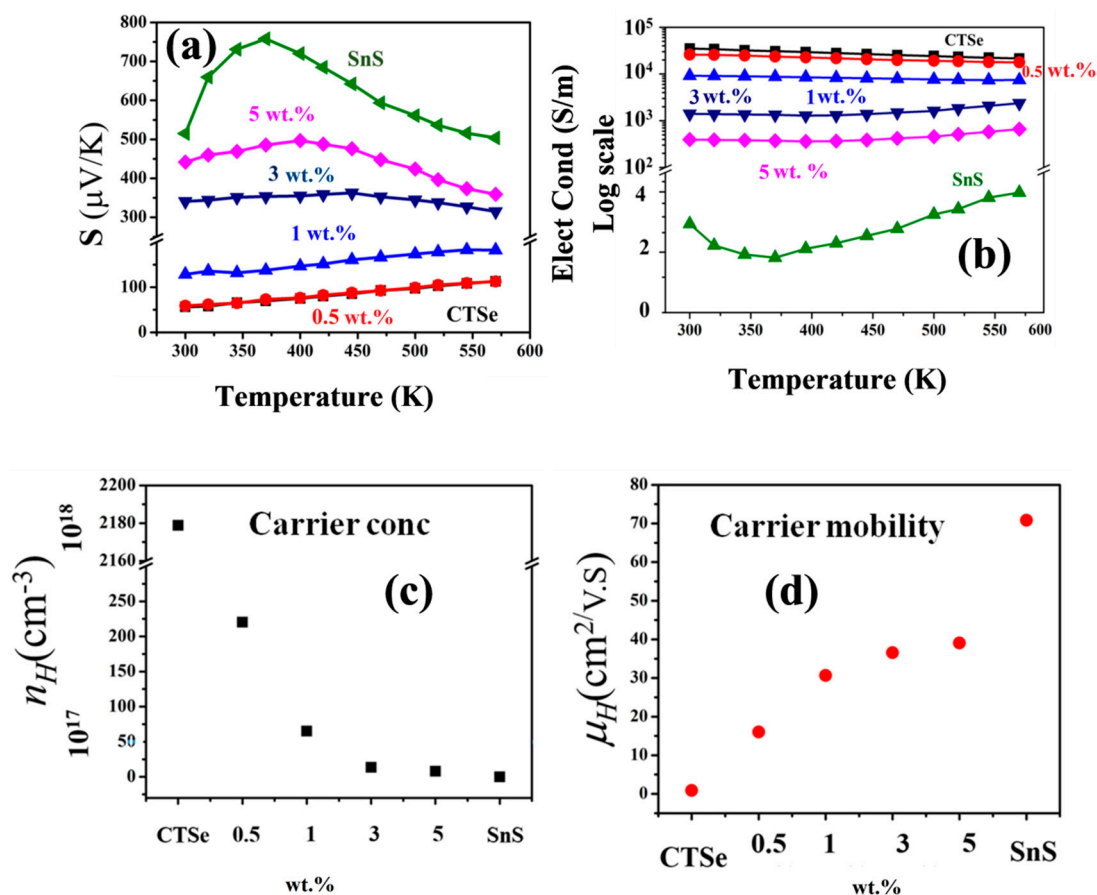 (a)
S (μV/K)
800
700
600
500
400
300
100
0
SnS
5 wt.%
3 wt.%
1 wt.%
0.5 wt.%
CTSe
300 350 400 450 500 550 600
Temperature (K)
(b)
Elect Cond (S/m)
Log scale
10⁵
10⁴
10³
10²
4
2
0
CTSe
0.5 wt.%
3 wt.%
1wt.%
5 wt.%
SnS
300 350 400 450 500 550 600
Temperature (K)
Carrier conc
(c)
n_H(cm⁻³)
10¹⁸
10¹⁷
2200
2180
2160
250
200
150
100
50
0
CTSe 0.5 1 3 5 SnS
wt.%
Carrier mobility
(d)
μ_H(cm²/v.s)
80
70
60
50
40
30
20
10
0
CTSe 0.5 1 3 5 SnS
wt.%